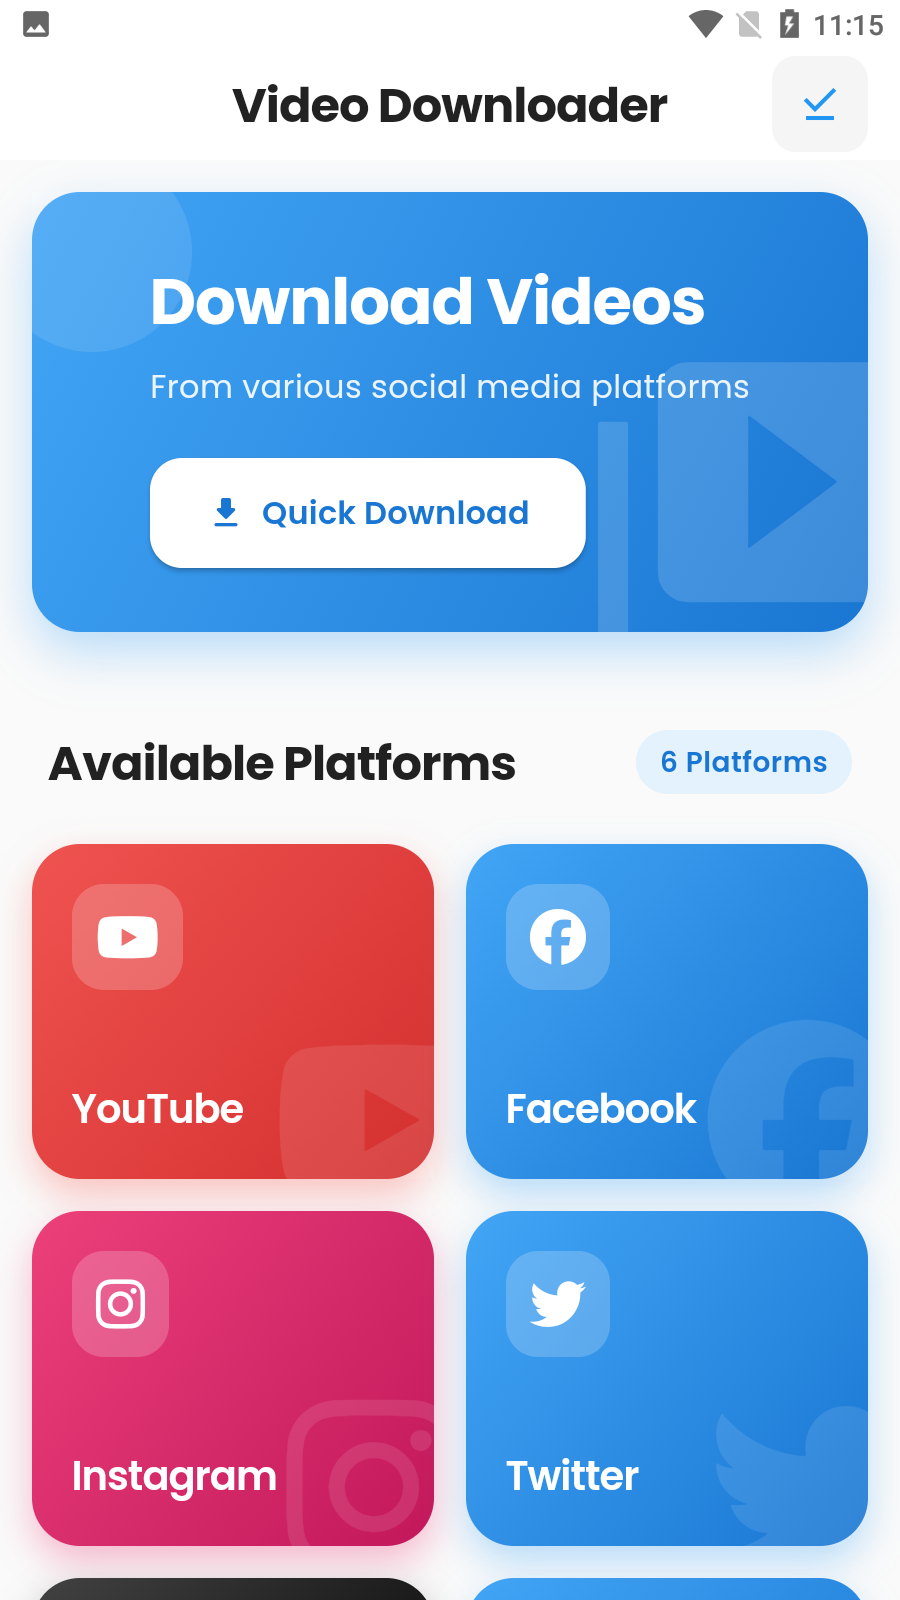 11:15
Video Downloader
Download Videos
From various social media platforms
Quick Download
Available Platforms
6 Platforms
YouTube
Facebook
Instagram
Twitter